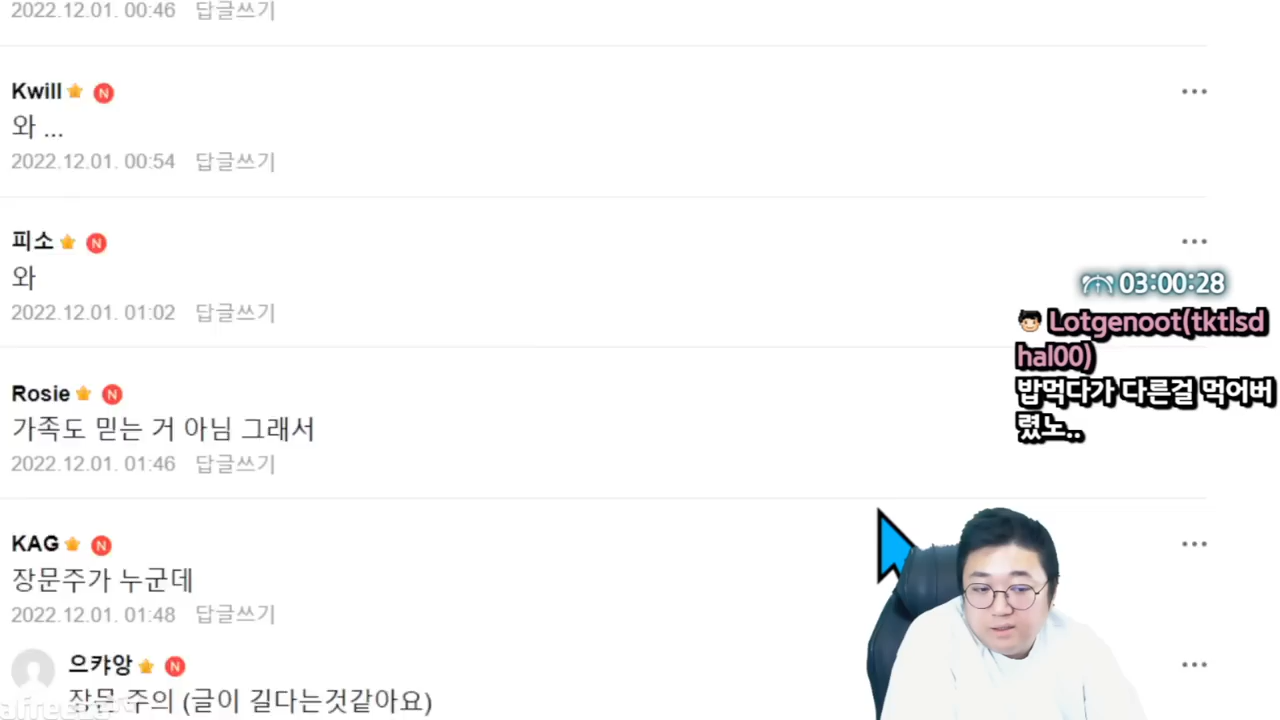 2022.12.01. 00:46 답글쓰기
Kwill N
와 ...
2022.12.01. 00:54 답글쓰기
피소 N
와
2022.12.01. 01:02 답글쓰기
03:00:28
Lotgenoot(tktlsd
hal00)
밥먹다가 다른걸 먹어버
렸노..
Rosie N
가족도 믿는 거 아님 그래서
2022.12.01. 01:46 답글쓰기
KAG N
장문주가 누군데
2022.12.01. 01:48 답글쓰기
으캬앙 N
장문 주의 (글이 길다는것같아요)
afreecaTV